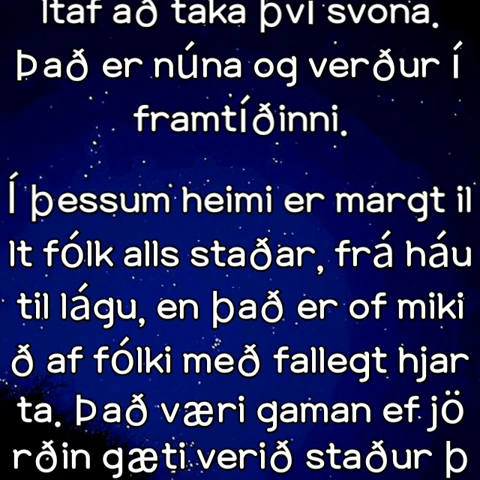 ltaf að taka því svona.
Það er núna og verður í
framtíðinni.
Í þessum heimi er margt il
lt fólk alls staðar, frá háu
til lágu, en það er of miki
ð af fólki með fallegt hjar
ta. Það væri gaman ef jö
rðin gæti verið staður þ